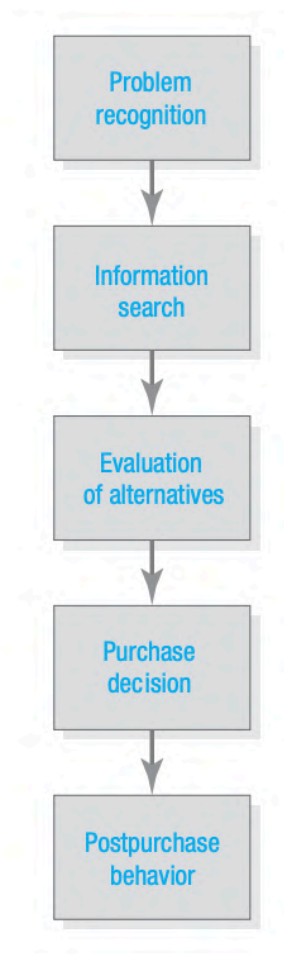 Problem
recognition
Information
search
Evaluation
of alternatives
Purchase
decision
Postpurchase
behavior